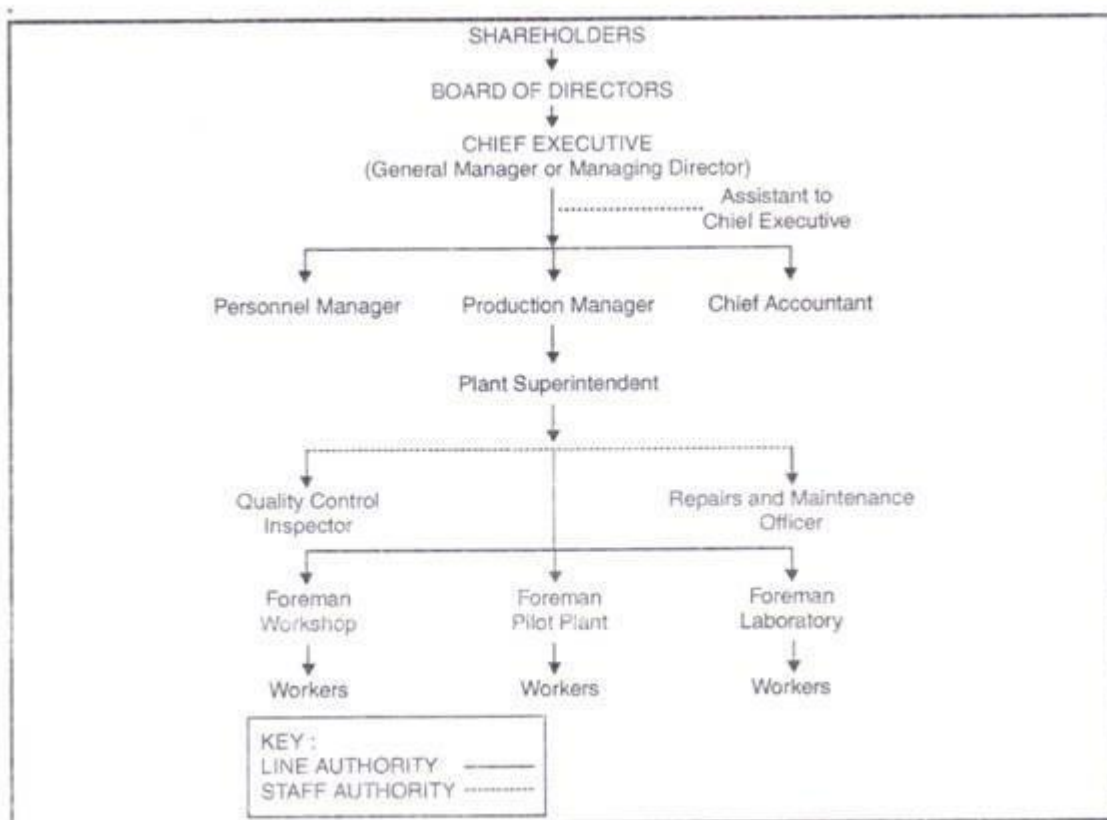 SHAREHOLDERS
BOARD OF DIRECTORS
CHIEF EXECUTIVE
(General Manager or Managing Director)
Assistant to
Chief Executive
Personnel Manager
Production Manager
Chief Accountant
Plant Superintendent
Quality Control
Inspector
Repairs and Maintenance
Officer
Foreman
Workshop
Foreman
Pilot Plant
Foreman
Laboratory
Workers
Workers
Workers
KEY :
LINE AUTHORITY
STAFF AUTHORITY